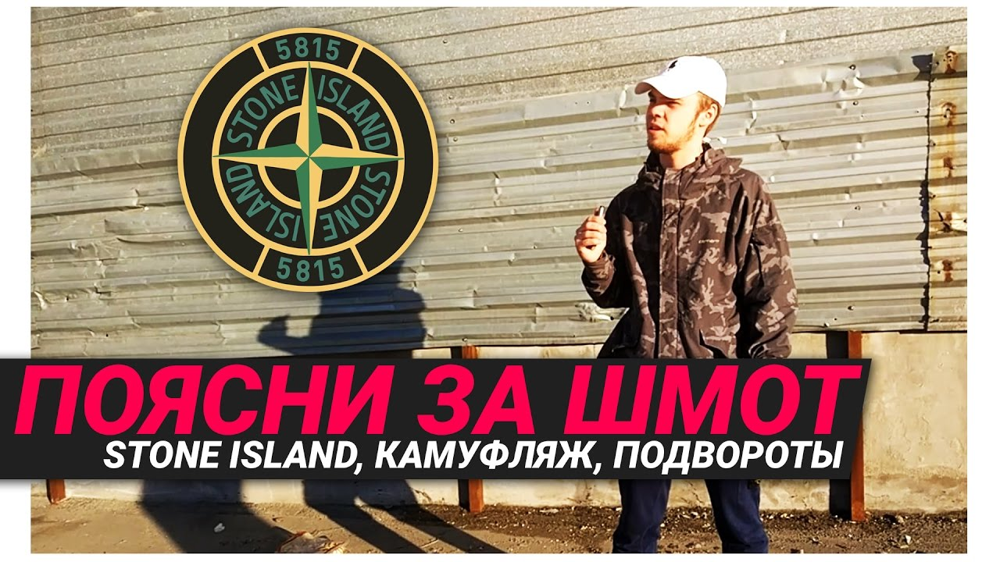 5815
STONE ISLAND
STONE ISLAND
5815
ПОЯСНИ ЗА ШМОТ
STONE ISLAND, КАМУФЛЯЖ, ПОДВОРОТЫ